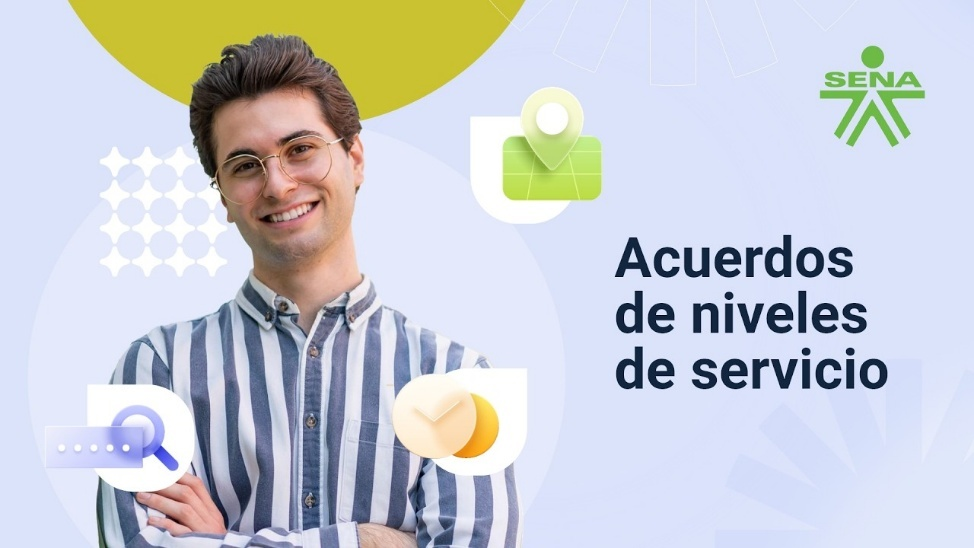 SENA
Acuerdos
de niveles
de servicio